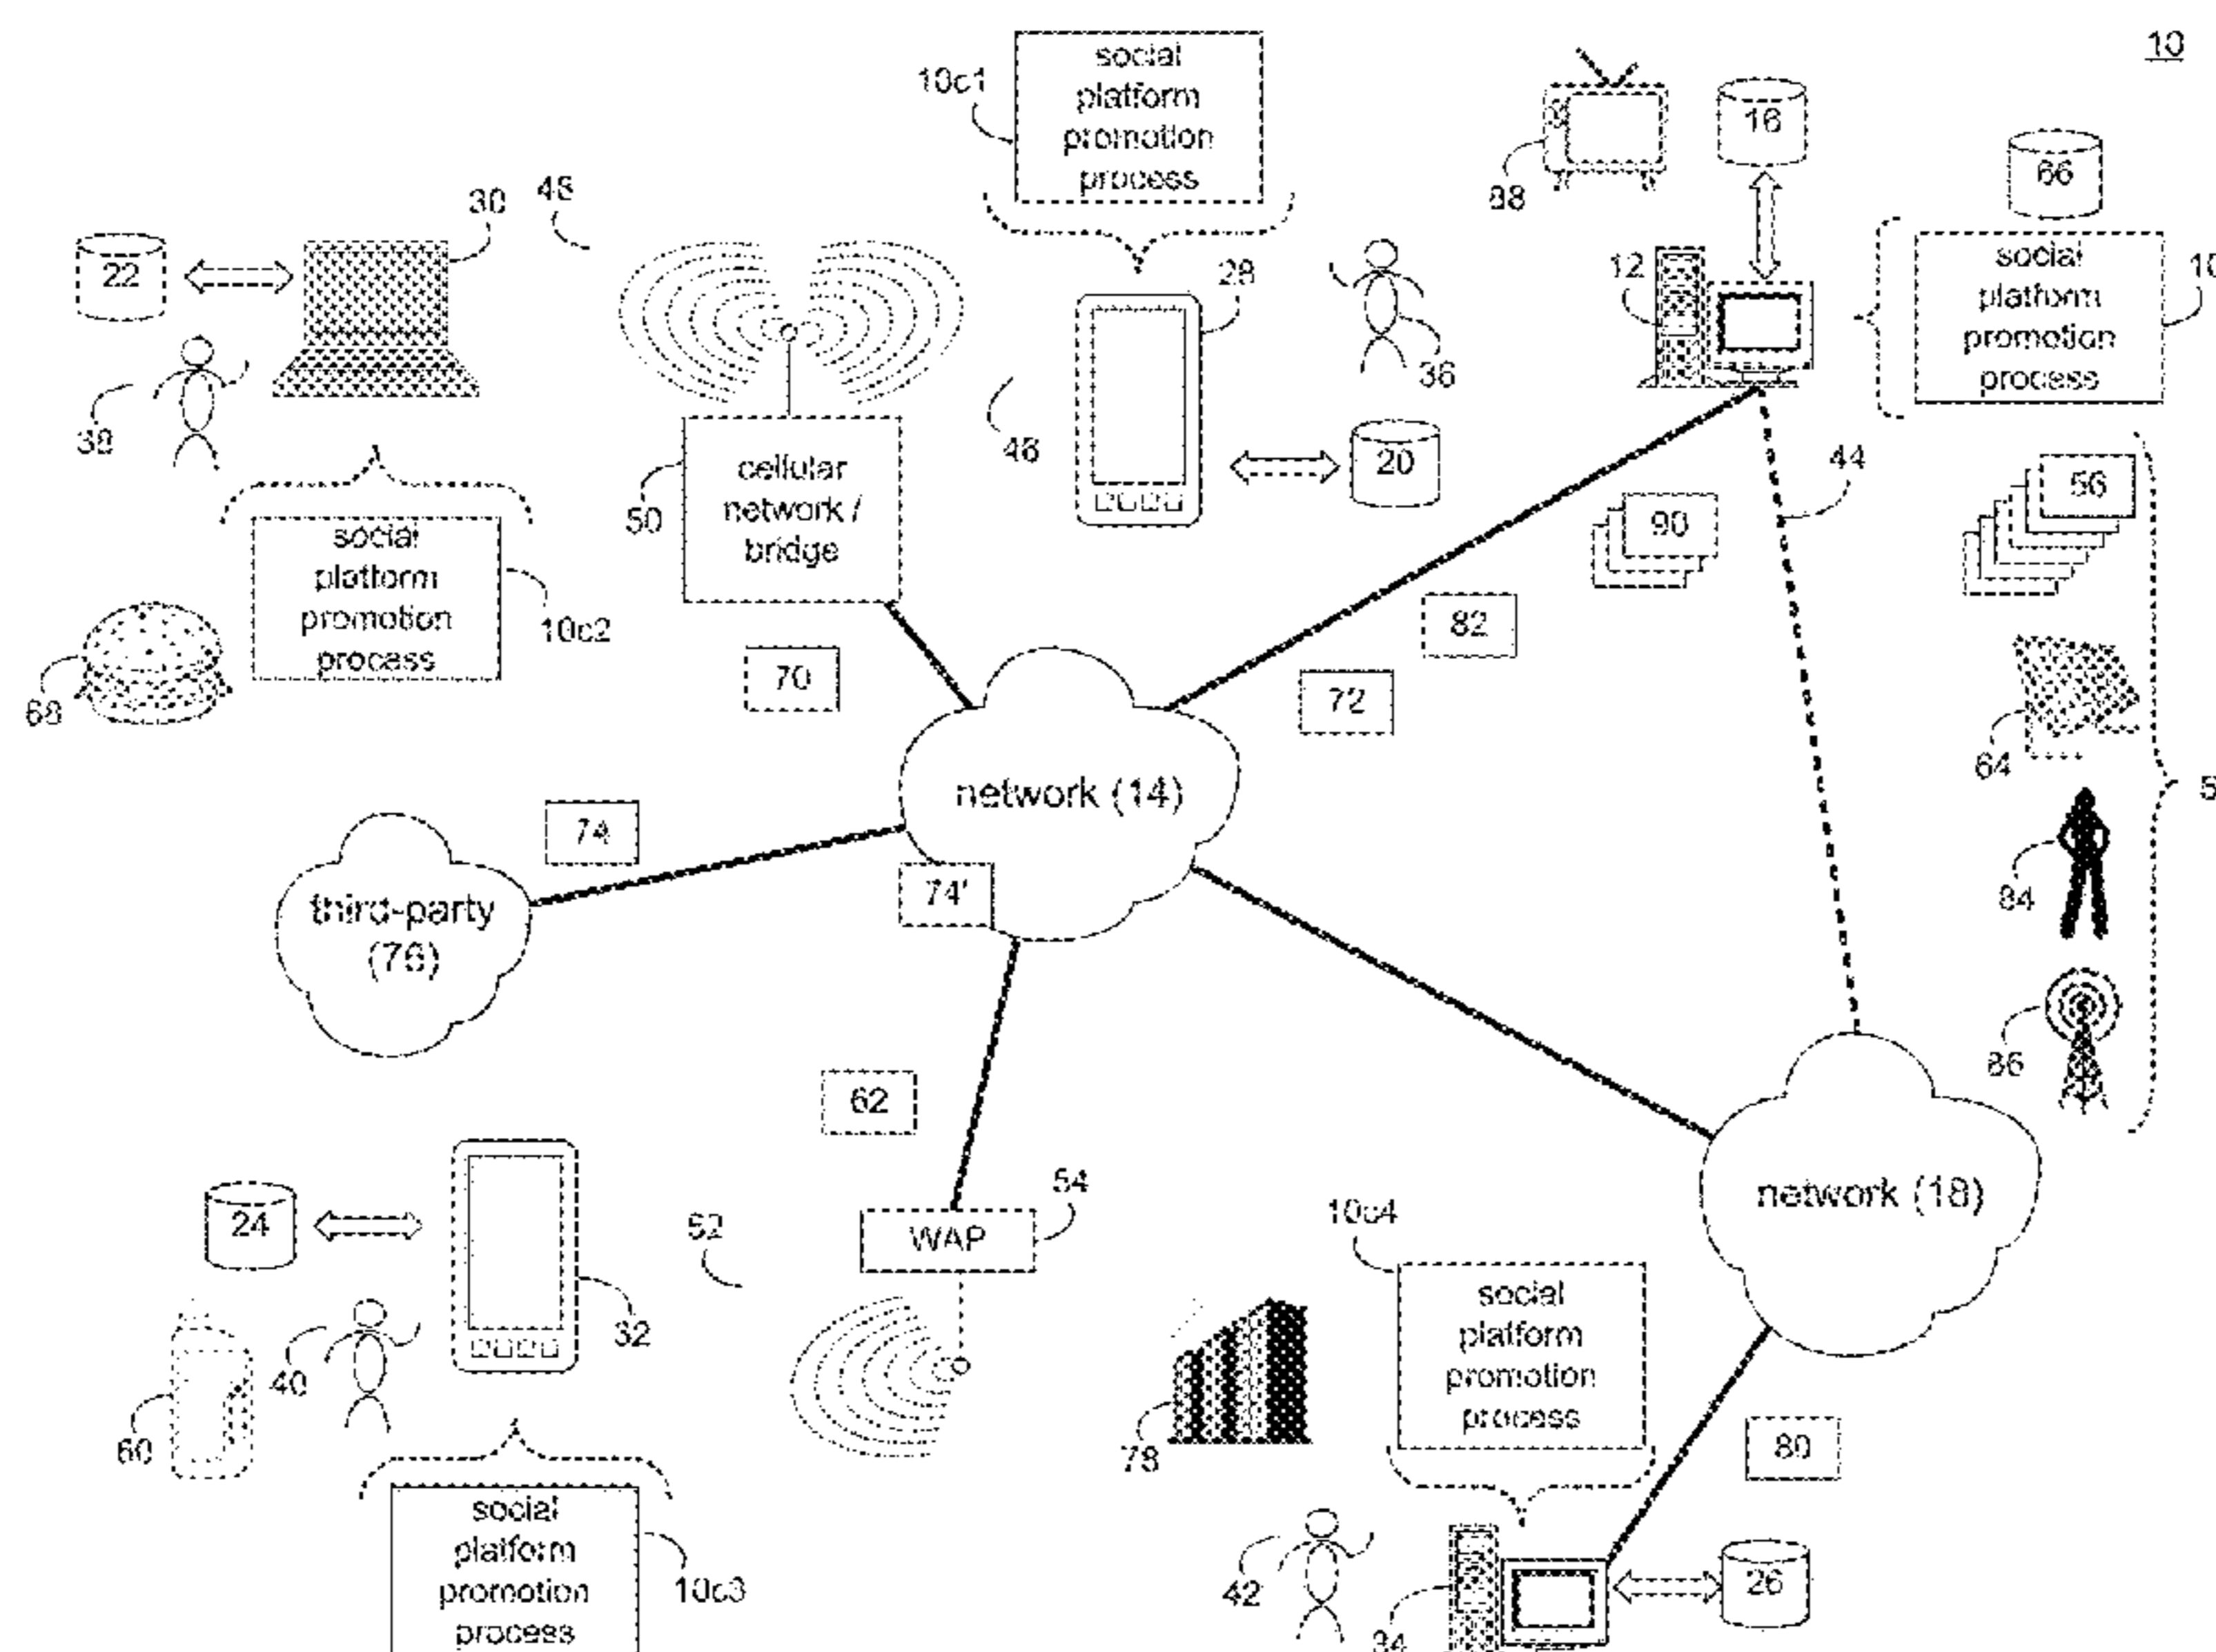 10
social
platform
promotion
process
10c1
88
16
66
22
30
48
28
36
12
social
platform
promotion
process
38
46
20
44
cellular
network /
bridge
50
90
56
social
platform
promotion
process
10c2
68
70
82
72
64
network (14)
74
74'
84
third-party
(76)
86
62
54
WAP
network (18)
24
52
32
40
60
10c4
social
platform
promotion
process
78
80
social
platform
promotion
process
10c3
42
34
26